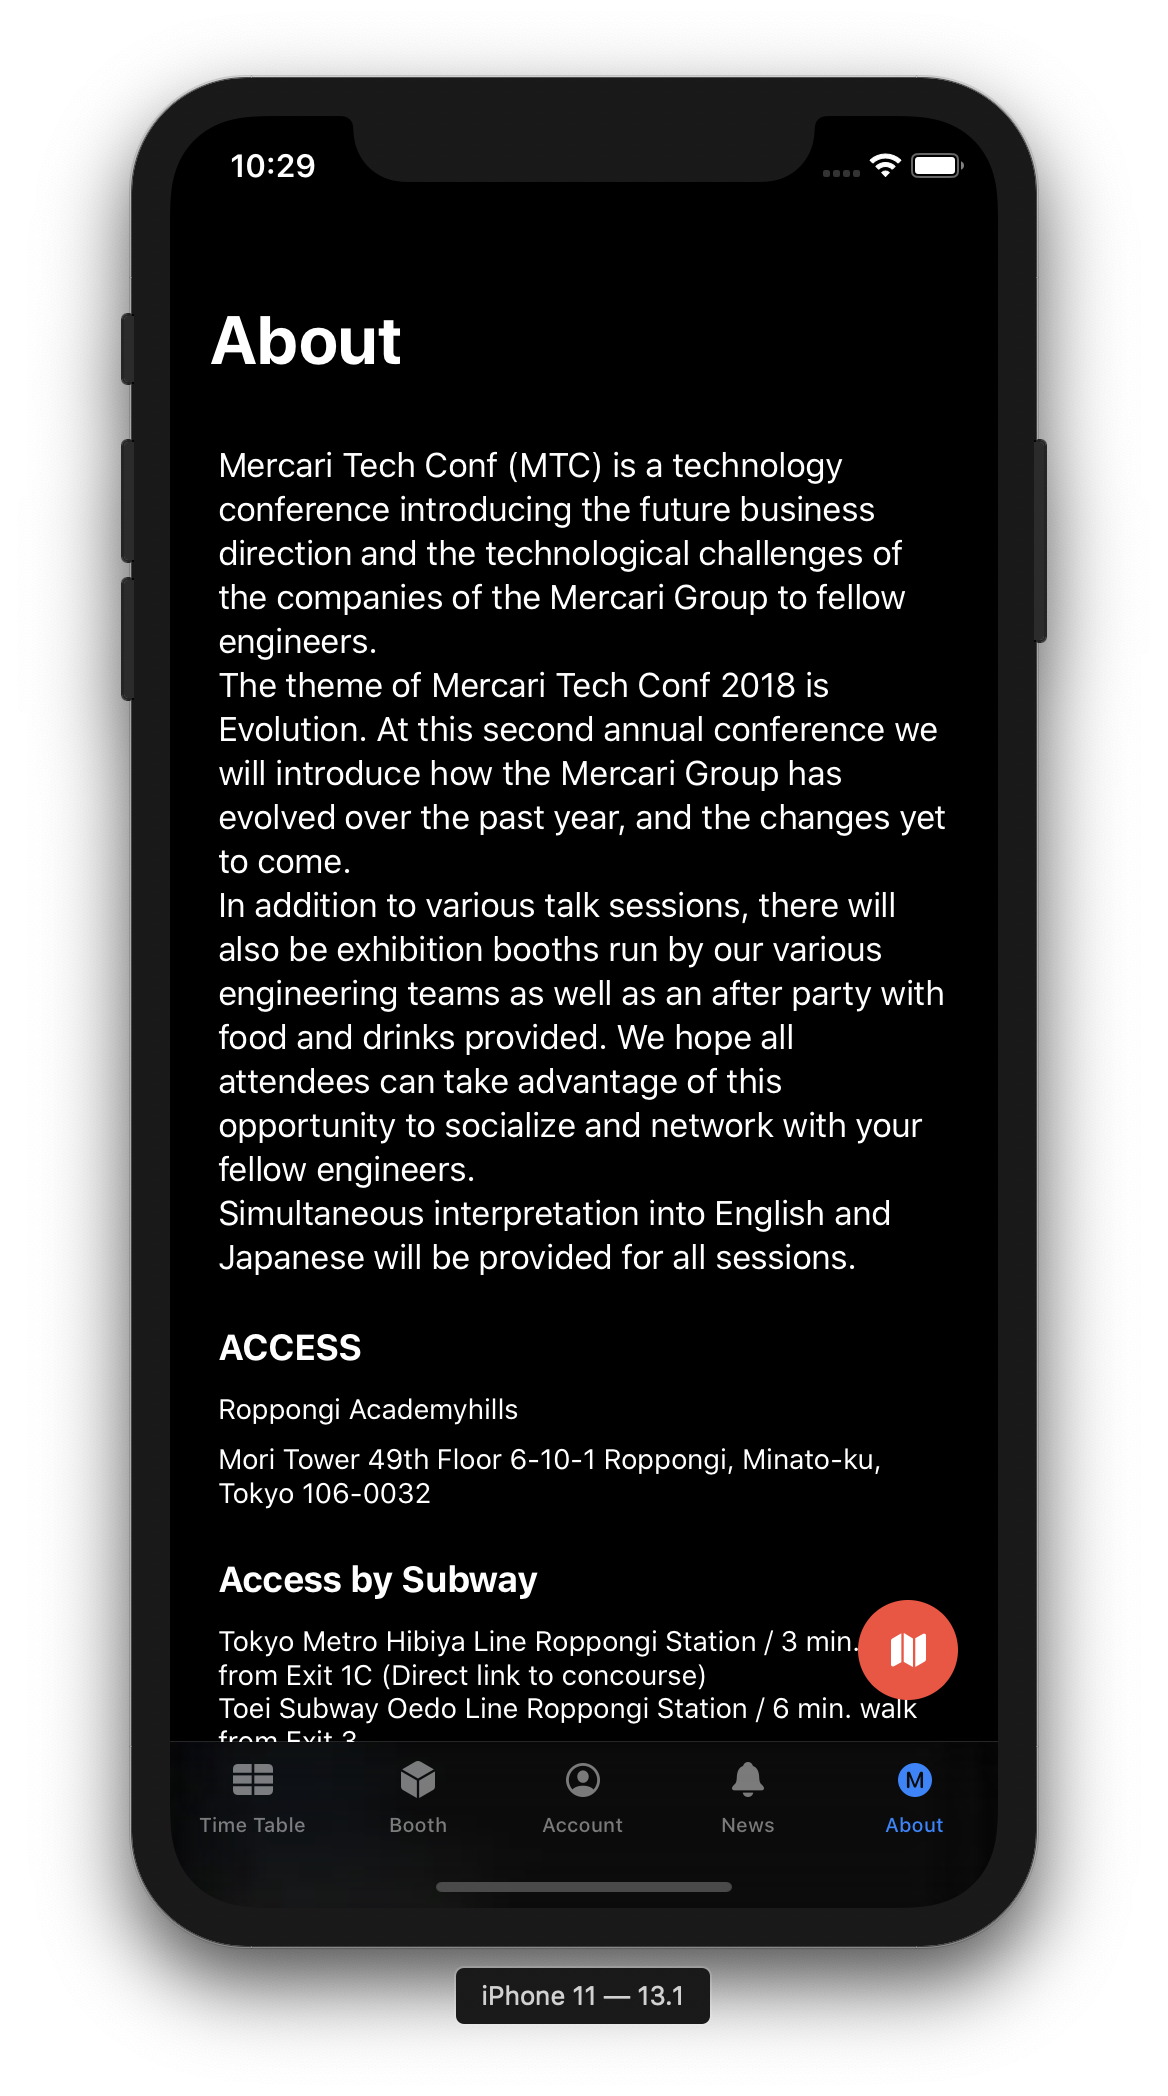 10:29
About
Mercari Tech Conf (MTC) is a technology
conference introducing the future business
direction and the technological challenges of
the companies of the Mercari Group to fellow
engineers.
The theme of Mercari Tech Conf 2018 is
Evolution. At this second annual conference we
will introduce how the Mercari Group has
evolved over the past year, and the changes yet
to come.
In addition to various talk sessions, there will
also be exhibition booths run by our various
engineering teams as well as an after party with
food and drinks provided. We hope all
attendees can take advantage of this
opportunity to socialize and network with your
fellow engineers.
Simultaneous interpretation into English and
Japanese will be provided for all sessions.
ACCESS
Roppongi Academyhills
Mori Tower 49th Floor 6-10-1 Roppongi, Minato-ku,
Tokyo 106-0032
Access by Subway
Tokyo Metro Hibiya Line Roppongi Station / 3 min.
from Exit 1C (Direct link to concourse)
Toei Subway Oedo Line Roppongi Station / 6 min. walk
from Exit 3
M
Time Table Booth Account News About
iPhone 11 — 13.1